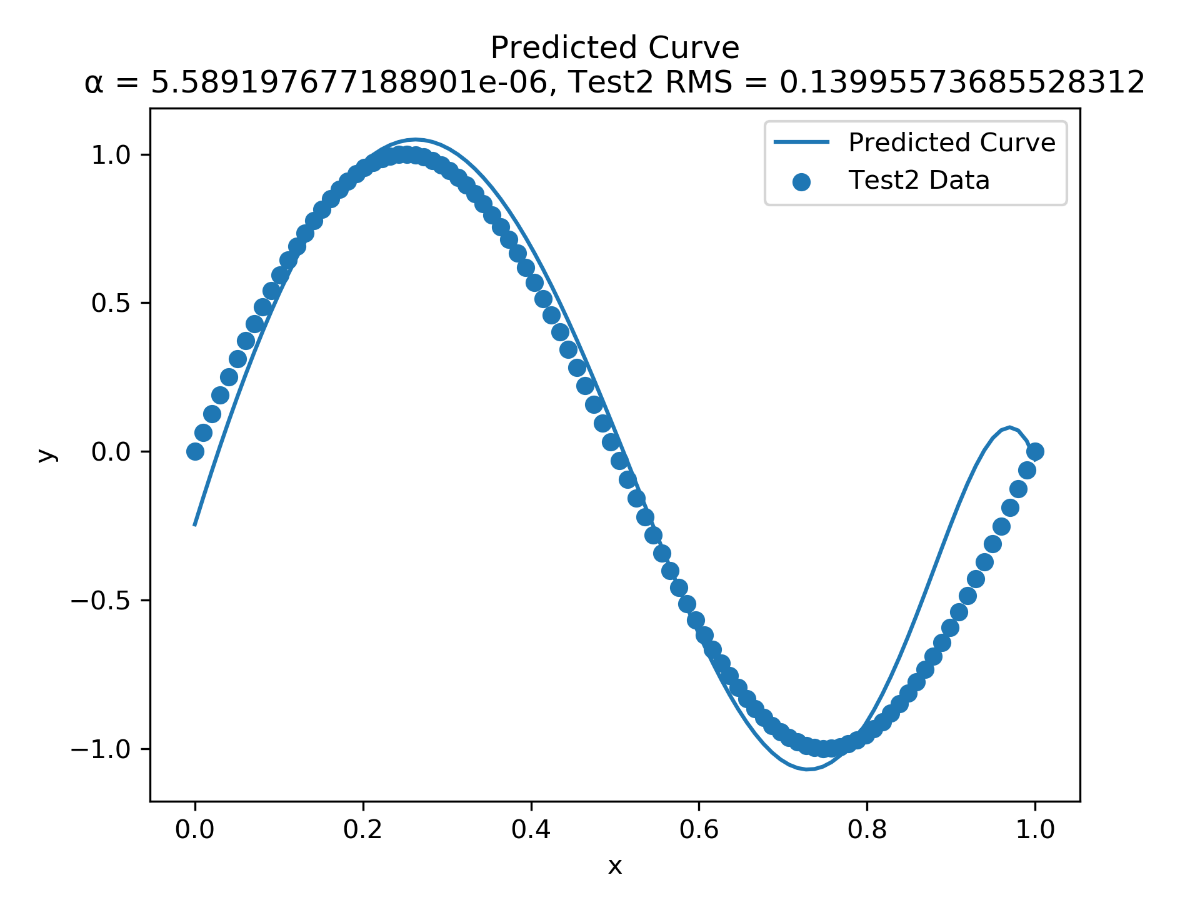 Predicted Curve
α = 5.589197677188901e-06, Test2 RMS = 0.13995573685528312
Predicted Curve
Test2 Data
1.0
0.5
0.0
−0.5
−1.0
y
0.0 0.2 0.4 0.6 0.8 1.0
x